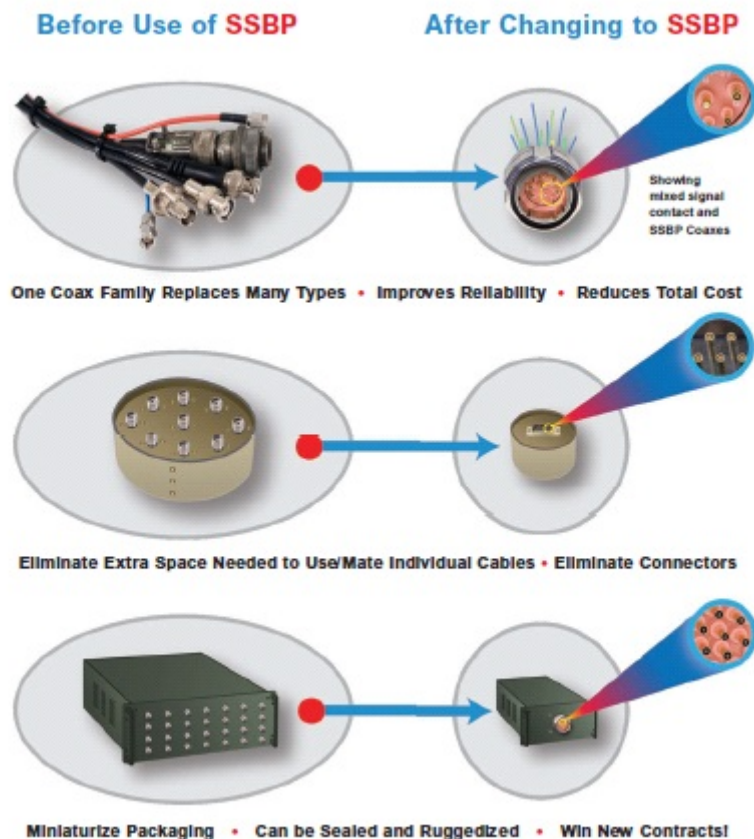 Before Use of SSBP
After Changing to SSBP
Showing
mixed signal
contact and
SSBP Coaxes
One Coax Family Replaces Many Types • Improves Reliability • Reduces Total Cost
Eliminate Extra Space Needed to Use/Mate Individual Cables • Eliminate Connectors
Miniaturize Packaging • Can be Sealed and Ruggedized • Win New Contracts!